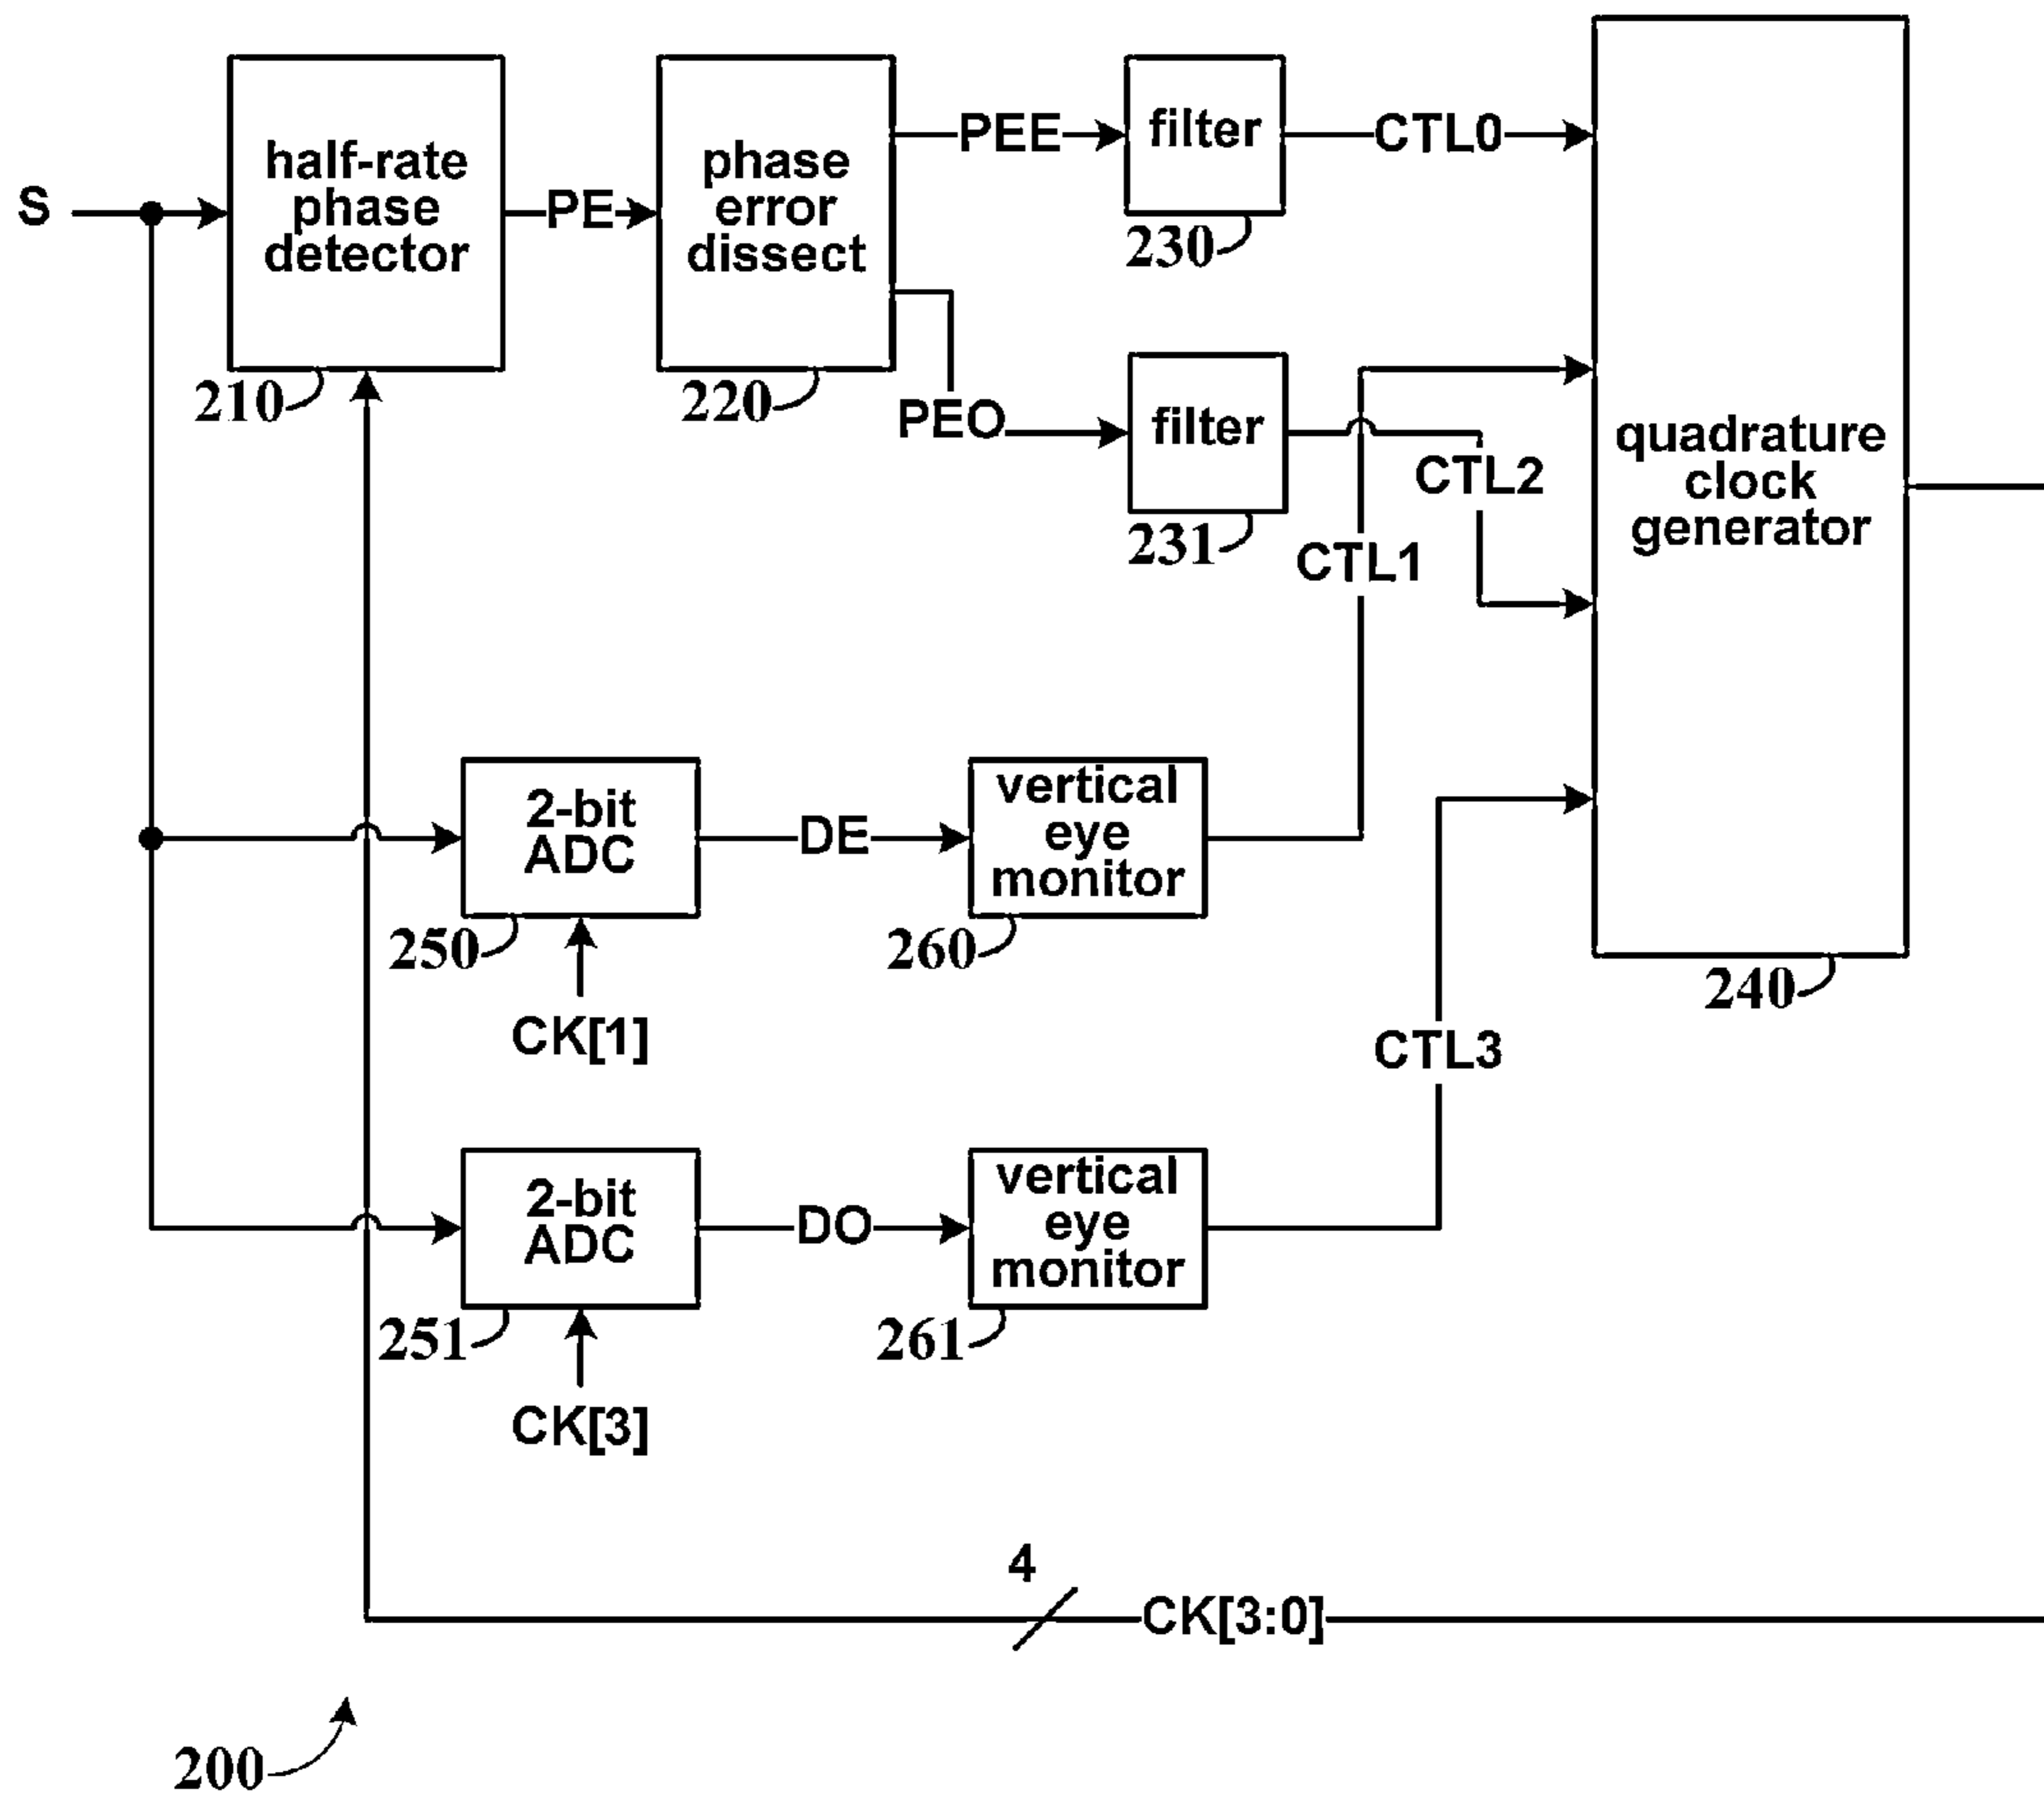 S
half-rate
phase
detector
210
PE
phase
error
dissect
220
PEE
filter
230
CTL0
PEO
filter
231
CTL2
CTL1
quadrature
clock
generator
240
2-bit
ADC
250
CK[1]
DE
vertical
eye
monitor
260
CTL3
2-bit
ADC
251
CK[3]
DO
vertical
eye
monitor
261
4
CK[3:0]
200